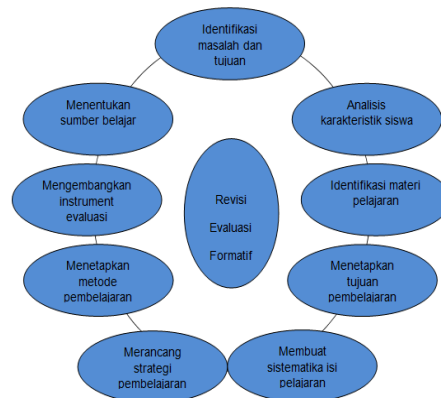 Identifikasi
masalah dan
tujuan
Analisis
karakteristik siswa
Identifikasi materi
pelajaran
Menetapkan
tujuan
pembelajaran
Membuat
sistematika isi
pelajaran
Merancang
strategi
pembelajaran
Menetapkan
metode
pembelajaran
Mengembangkan
instrument
evaluasi
Menentukan
sumber belajar
Revisi
Evaluasi
Formatif